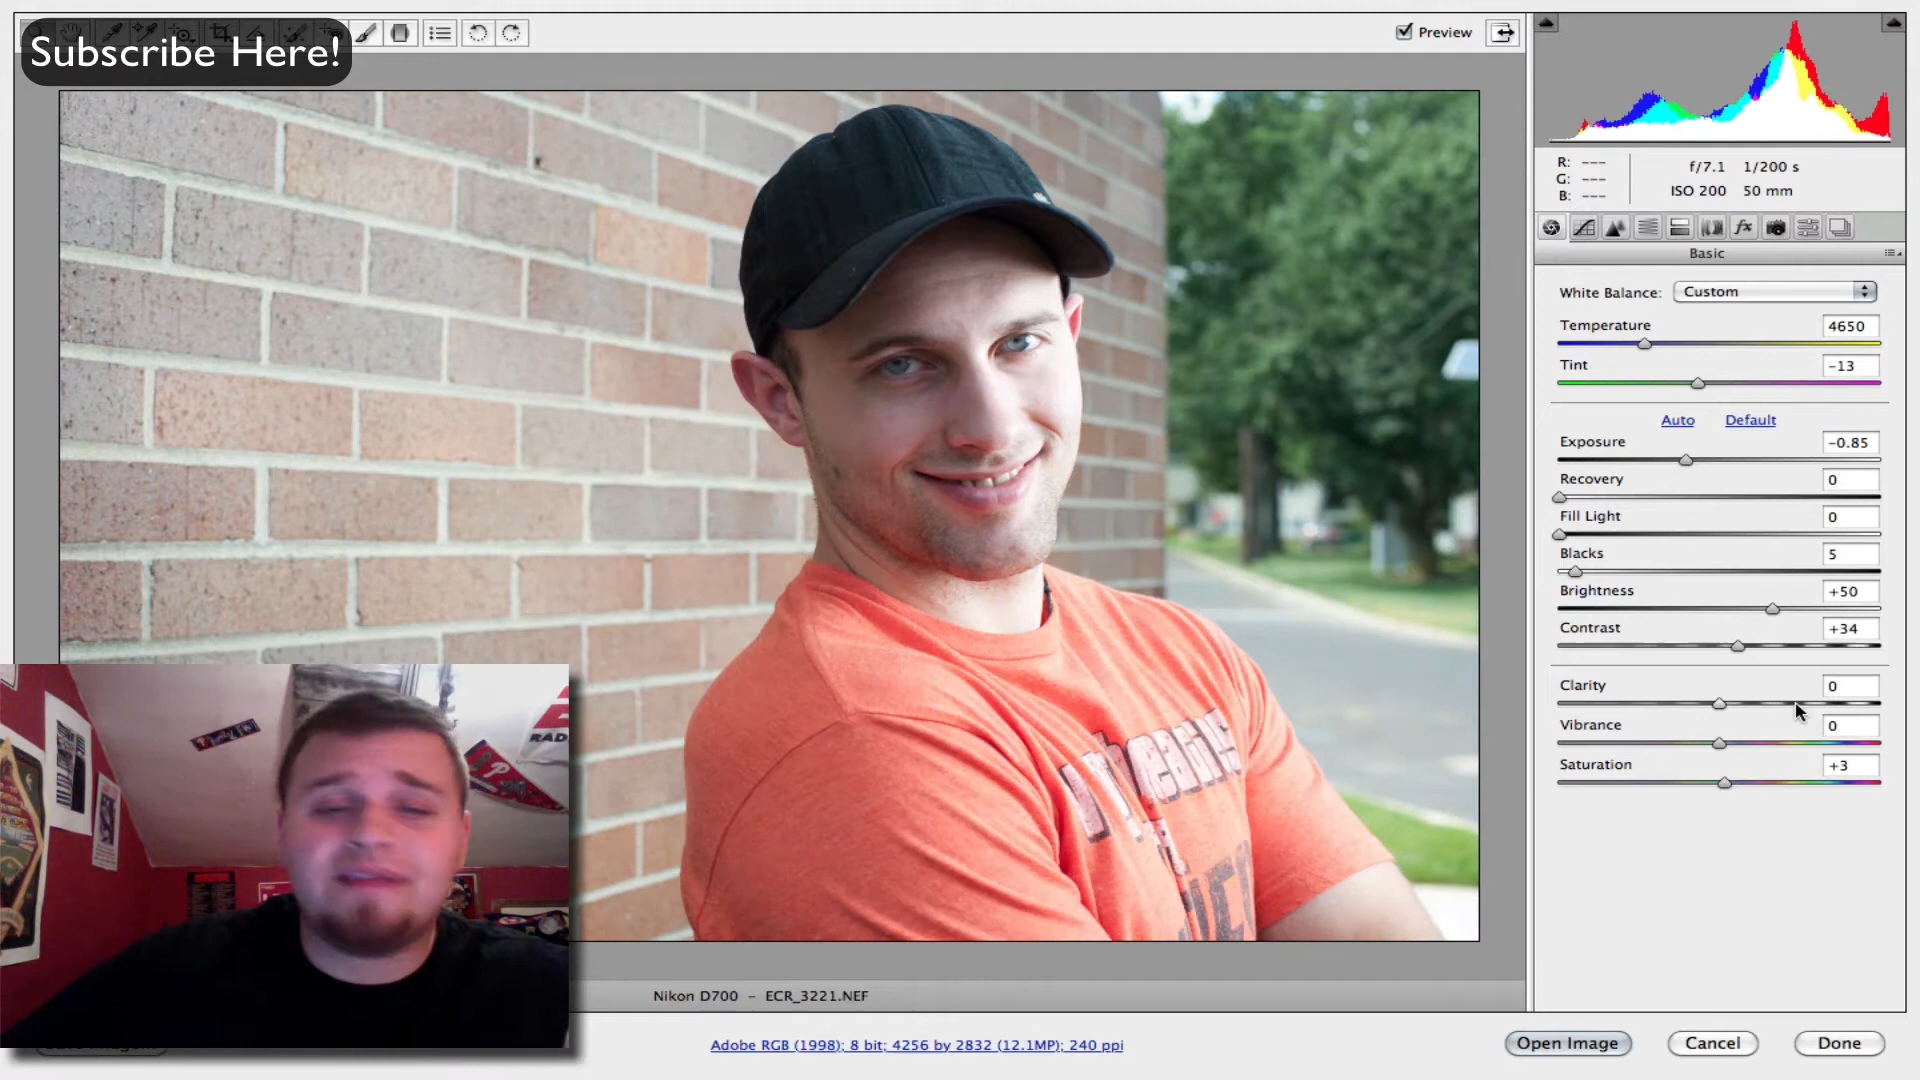 Subscribe Here!
Preview
R: ---
G: ---
B: ---
f/7.1 1/200 s
ISO 200 50 mm
fx
Basic
White Balance: Custom
Temperature 4650
Tint -13
Auto Default
Exposure -0.85
Recovery 0
Fill Light 0
Blacks 5
Brightness +50
Contrast +34
Clarity 0
Vibrance 0
Saturation +3
RAD
P
Nikon D700 - ECR_3221.NEF
Adobe RGB (1998); 8 bit; 4256 by 2832 (12.1MP); 240 ppi
Open Image
Cancel
Done